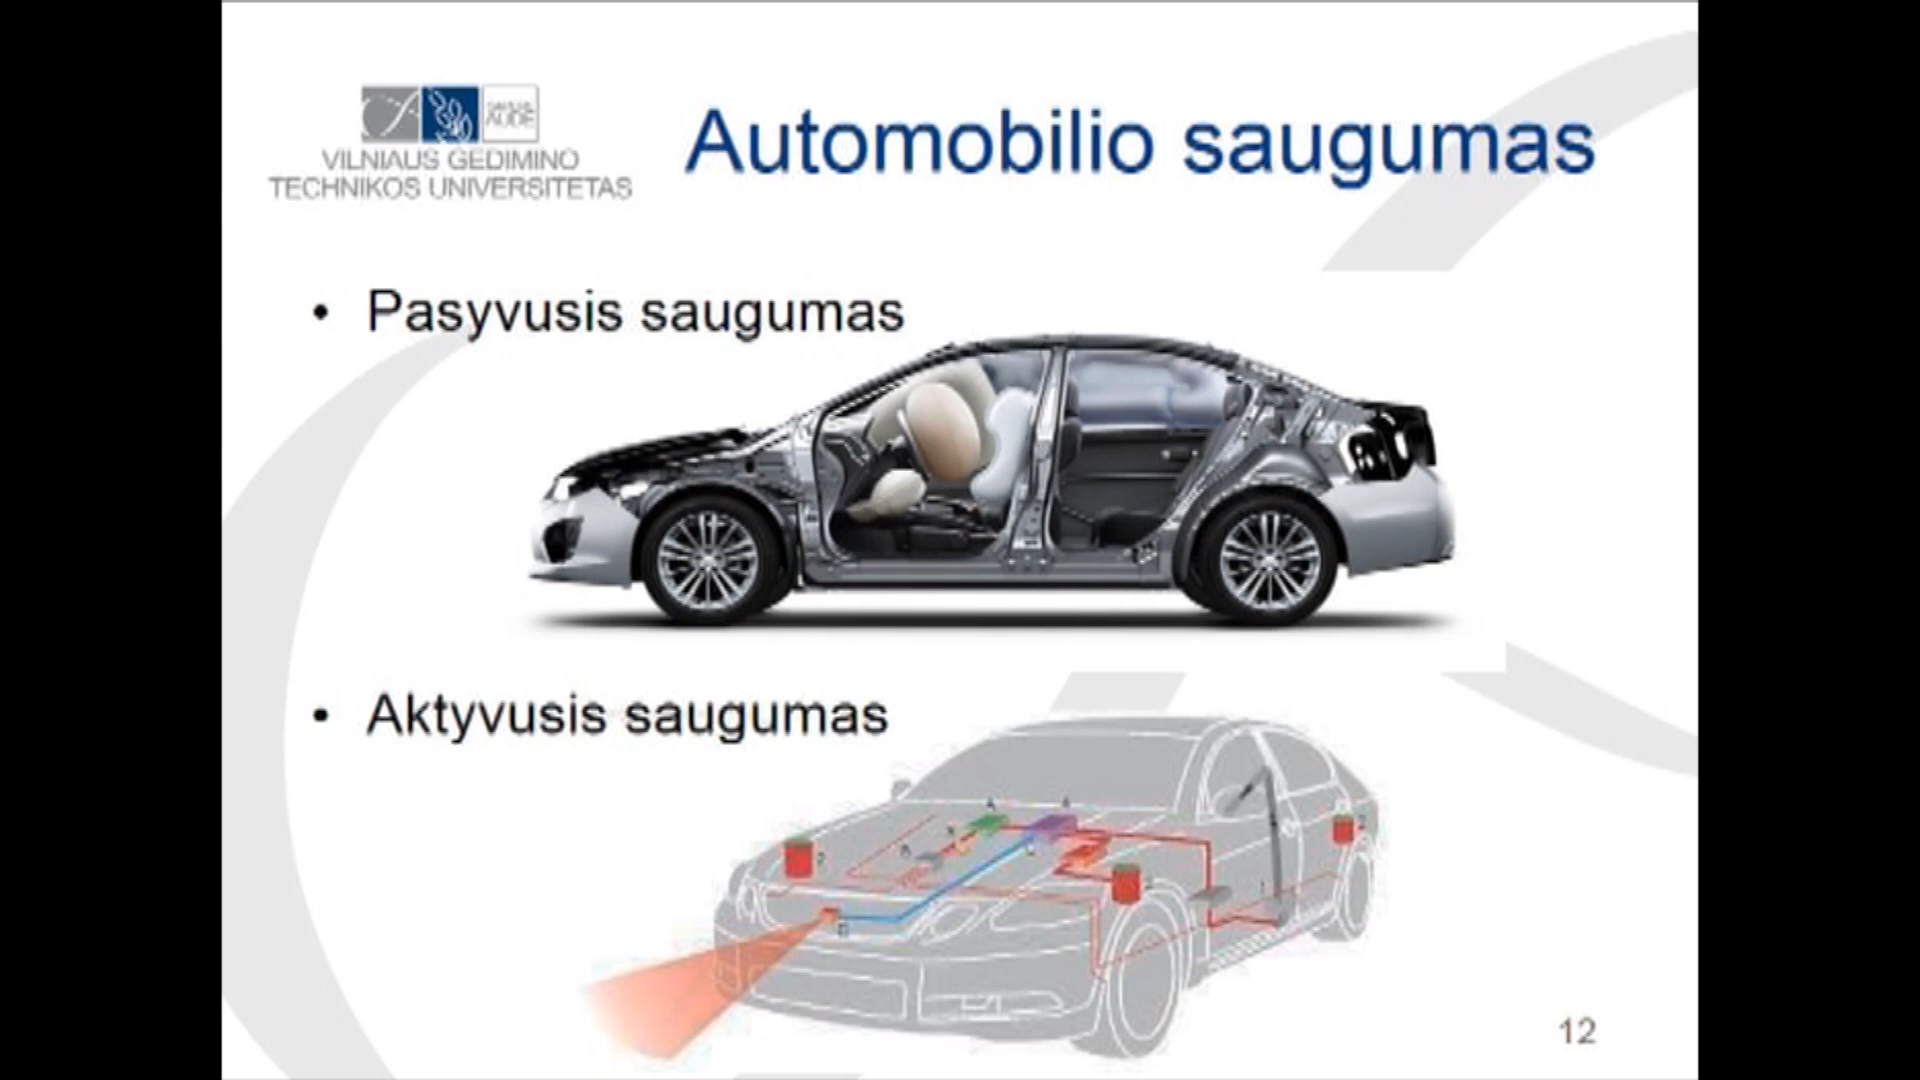 VILNIAUS GEDIMINO
TECHNIKOS UNIVERSITETAS
Automobilio saugumas
• Pasyvusis saugumas
• Aktyvusis saugumas
12